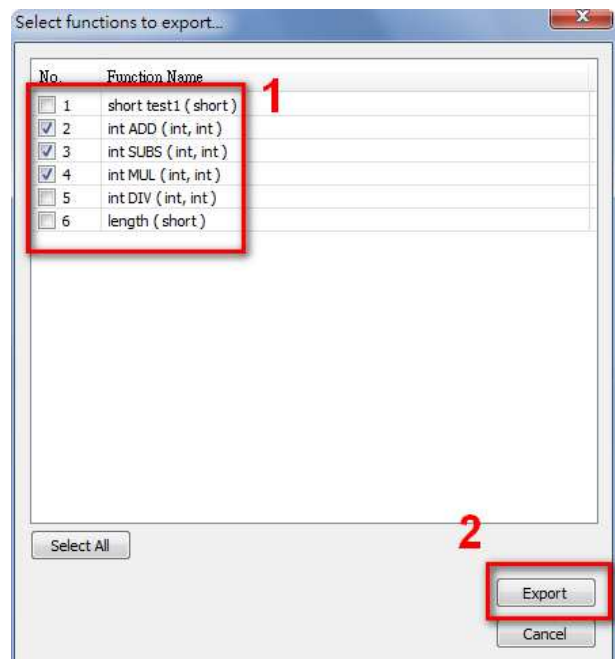 Select functions to export...
No. Function Name
1 short test1 ( short )
2 int ADD ( int, int )
3 int SUBS ( int, int )
4 int MUL ( int, int )
5 int DIV ( int, int )
6 length ( short )
1
Select All
2
Export
Cancel